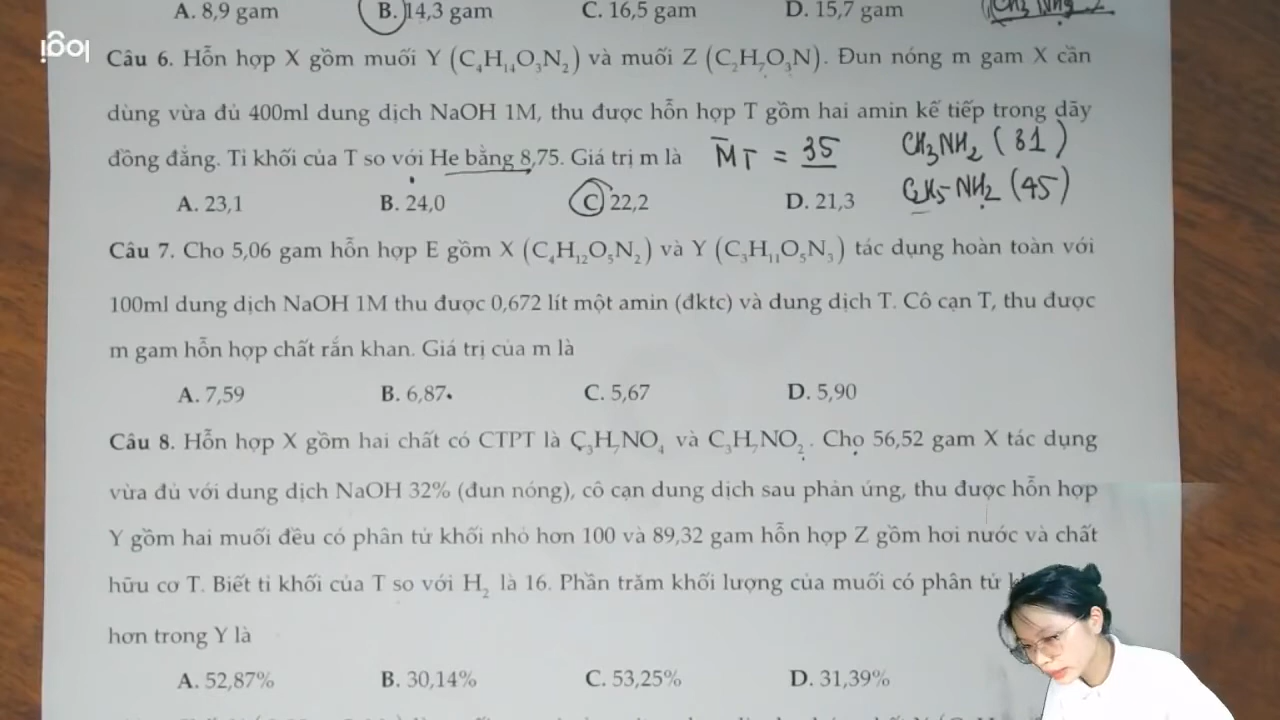 A. 8,9 gam B. 14,3 gam C. 16,5 gam D. 15,7 gam
logi
Câu 6. Hỗn hợp X gồm muối Y (C₄H₁₄O₃N₂) và muối Z (C₂H₇O₃N). Đun nóng m gam X cần
dùng vừa đủ 400ml dung dịch NaOH 1M, thu được hỗn hợp T gồm hai amin kế tiếp trong dãy
đồng đẳng. Tỉ khối của T so với He bằng 8,75. Giá trị m là M̅T = 35 CH₃NH₂ (31)
C₂H₅-NH₂ (45)
A. 23,1 B. 24,0 C 22,2 D. 21,3
Câu 7. Cho 5,06 gam hỗn hợp E gồm X (C₄H₁₂O₅N₂) và Y (C₃H₁₁O₅N₃) tác dụng hoàn toàn với
100ml dung dịch NaOH 1M thu được 0,672 lít một amin (đktc) và dung dịch T. Cô cạn T, thu được
m gam hỗn hợp chất rắn khan. Giá trị của m là
A. 7,59 B. 6,87 C. 5,67 D. 5,90
Câu 8. Hỗn hợp X gồm hai chất có CTPT là C₃H₇NO₄ và C₃H₇NO₂. Cho 56,52 gam X tác dụng
vừa đủ với dung dịch NaOH 32% (đun nóng), cô cạn dung dịch sau phản ứng, thu được hỗn hợp
Y gồm hai muối đều có phân tử khối nhỏ hơn 100 và 89,32 gam hỗn hợp Z gồm hơi nước và chất
hữu cơ T. Biết tỉ khối của T so với H₂ là 16. Phần trăm khối lượng của muối có phân tử
hơn trong Y là
A. 52,87% B. 30,14% C. 53,25% D. 31,39%